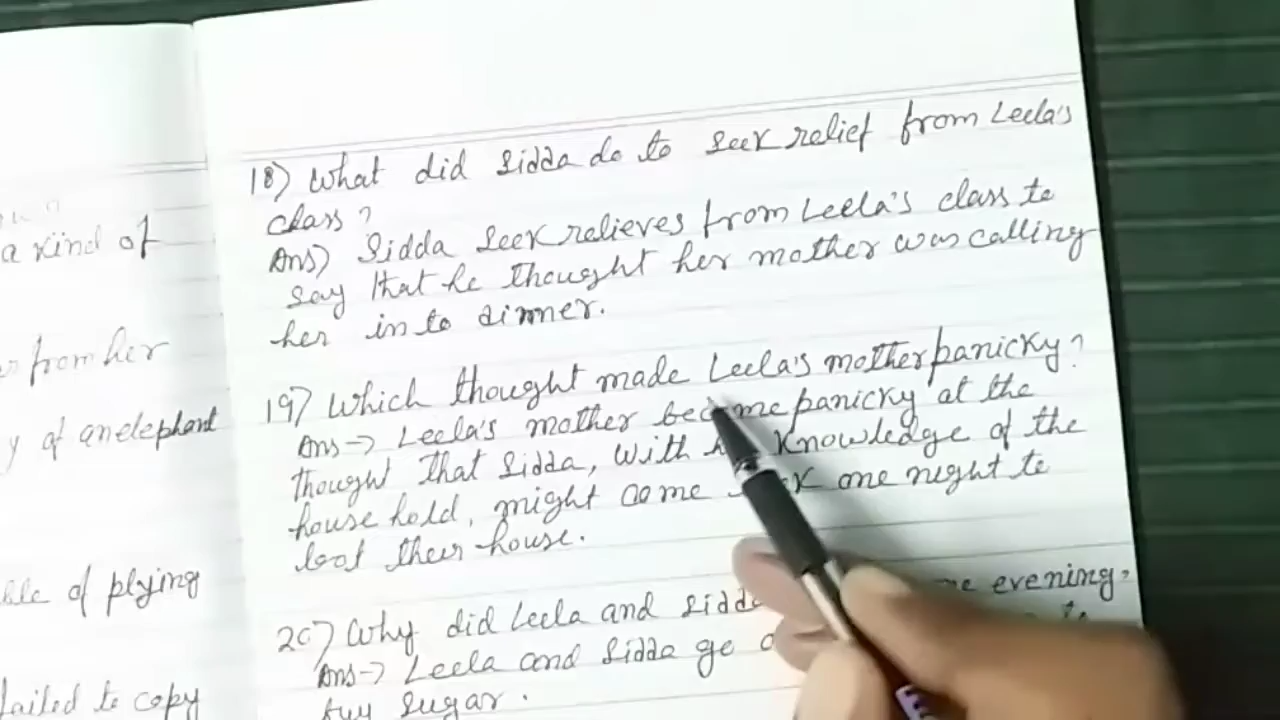 a kind of
from her
y of an elephant
of plying
failed to copy
18) What did Sidda do to seek relief from Leela's
class?
Ans) Sidda seek relieves from Leela's class to
say that he thought her mother was calling
her in to dinner.
19) Which thought made Leela's mother panicky?
Ans→ Leela's mother became panicky at the
thought that Sidda, with knowledge of the
house hold, might come one night to
loot their house.
20) Why did Leela and Sidda evening?
Ans→ Leela and Sidda go
buy sugar.